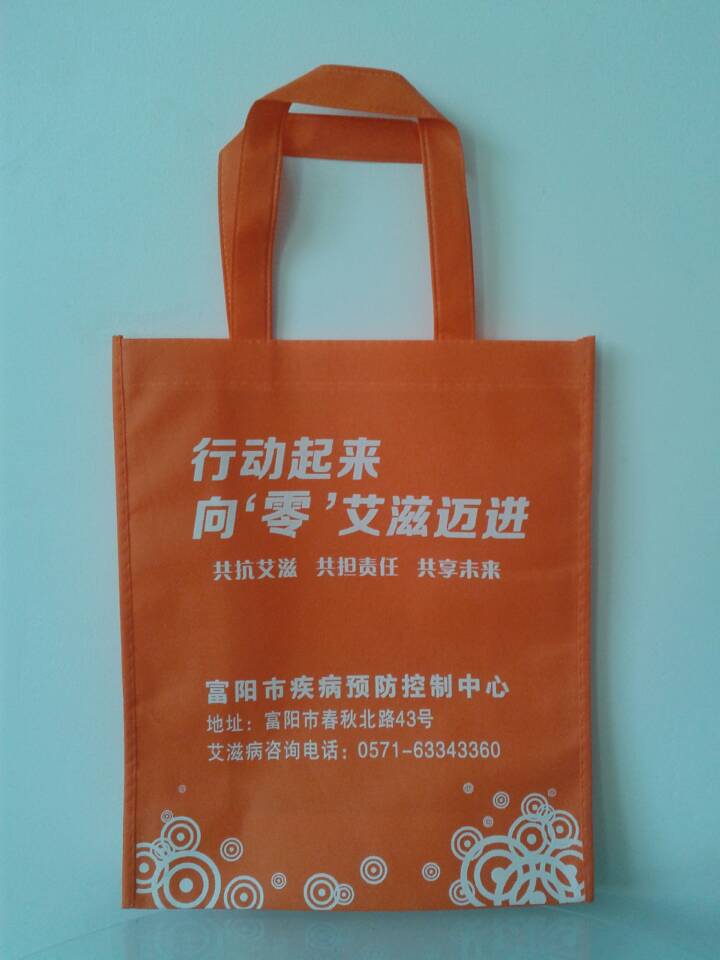 行动起来
向‘零’艾滋迈进
共抗艾滋 共担责任 共享未来
富阳市疾病预防控制中心
地址：富阳市春秋北路43号
艾滋病咨询电话：0571-63343360